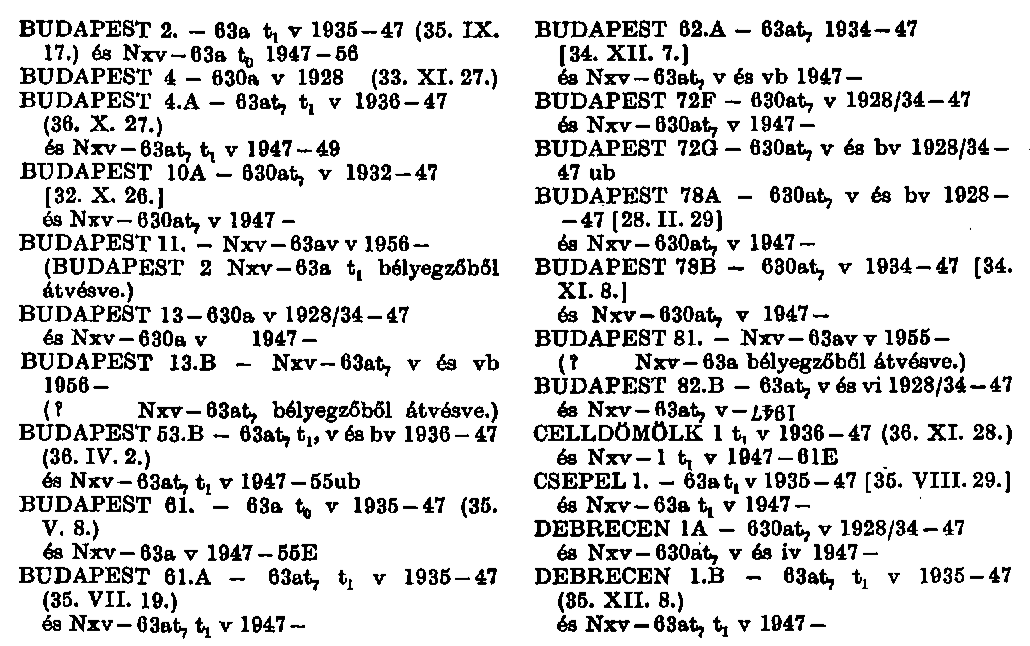 BUDAPEST 2. – 63a t₁ v 1935–47 (35. IX.
17.) és Nxv–63a t₀ 1947–56
BUDAPEST 4 – 630a v 1928 (33. XI. 27.)
BUDAPEST 4.A – 63at₇ t₁ v 1936–47
(36. X. 27.)
és Nxv–63at₇ t₁ v 1947–49
BUDAPEST 10A – 630at₇ v 1932–47
[32. X. 26.]
és Nxv–630at₇ v 1947 –
BUDAPEST 11. – Nxv–63av v 1956–
(BUDAPEST 2 Nxv–63a t₁ bélyegzőből
átvésve.)
BUDAPEST 13–630a v 1928/34–47
és Nxv–630a v 1947–
BUDAPEST 13.B – Nxv–63at₇ v és vb
1956–
(? Nxv–63at₇ bélyegzőből átvésve.)
BUDAPEST 53.B – 63at₇ t₁, v és bv 1936–47
(36. IV. 2.)
és Nxv–63at₇ t₁ v 1947–55ub
BUDAPEST 61. – 63a t₀ v 1935–47 (35.
V. 8.)
és Nxv–63a v 1947–55E
BUDAPEST 61.A – 63at₇ t₁ v 1935–47
(35. VII. 19.)
és Nxv–63at₇ t₁ v 1947–
BUDAPEST 62.A – 63at₇ 1934–47
[34. XII. 7.]
és Nxv–63at₇ v és vb 1947–
BUDAPEST 72F – 630at₇ v 1928/34–47
és Nxv–630at₇ v 1947–
BUDAPEST 72G – 630at₇ v és bv 1928/34–
47 ub
BUDAPEST 78A – 630at₇ v és bv 1928–
–47 [28. II. 29]
és Nxv–630at₇ v 1947–
BUDAPEST 78B – 630at₇ v 1934–47 [34.
XI. 8.]
és Nxv–630at₇ v 1947–
BUDAPEST 81. – Nxv–63av v 1955–
(? Nxv–63a bélyegzőből átvésve.)
BUDAPEST 82.B – 63at₇ v és vi 1928/34–47
és Nxv–63at₇ v–
CELLDÖMÖLK 1 t₁ v 1936–47 (36. XI. 28.)
és Nxv–1 t₁ v 1947–61E
CSEPEL 1. – 63a t₁ v 1935–47 [35. VIII. 29.]
és Nxv–63a t₁ v 1947–
DEBRECEN 1A – 630at₇ v 1928/34–47
és Nxv–630at₇ v és iv 1947–
DEBRECEN 1.B – 63at₇ t₁ v 1935–47
(35. XII. 8.)
és Nxv–63at₇ t₁ v 1947–